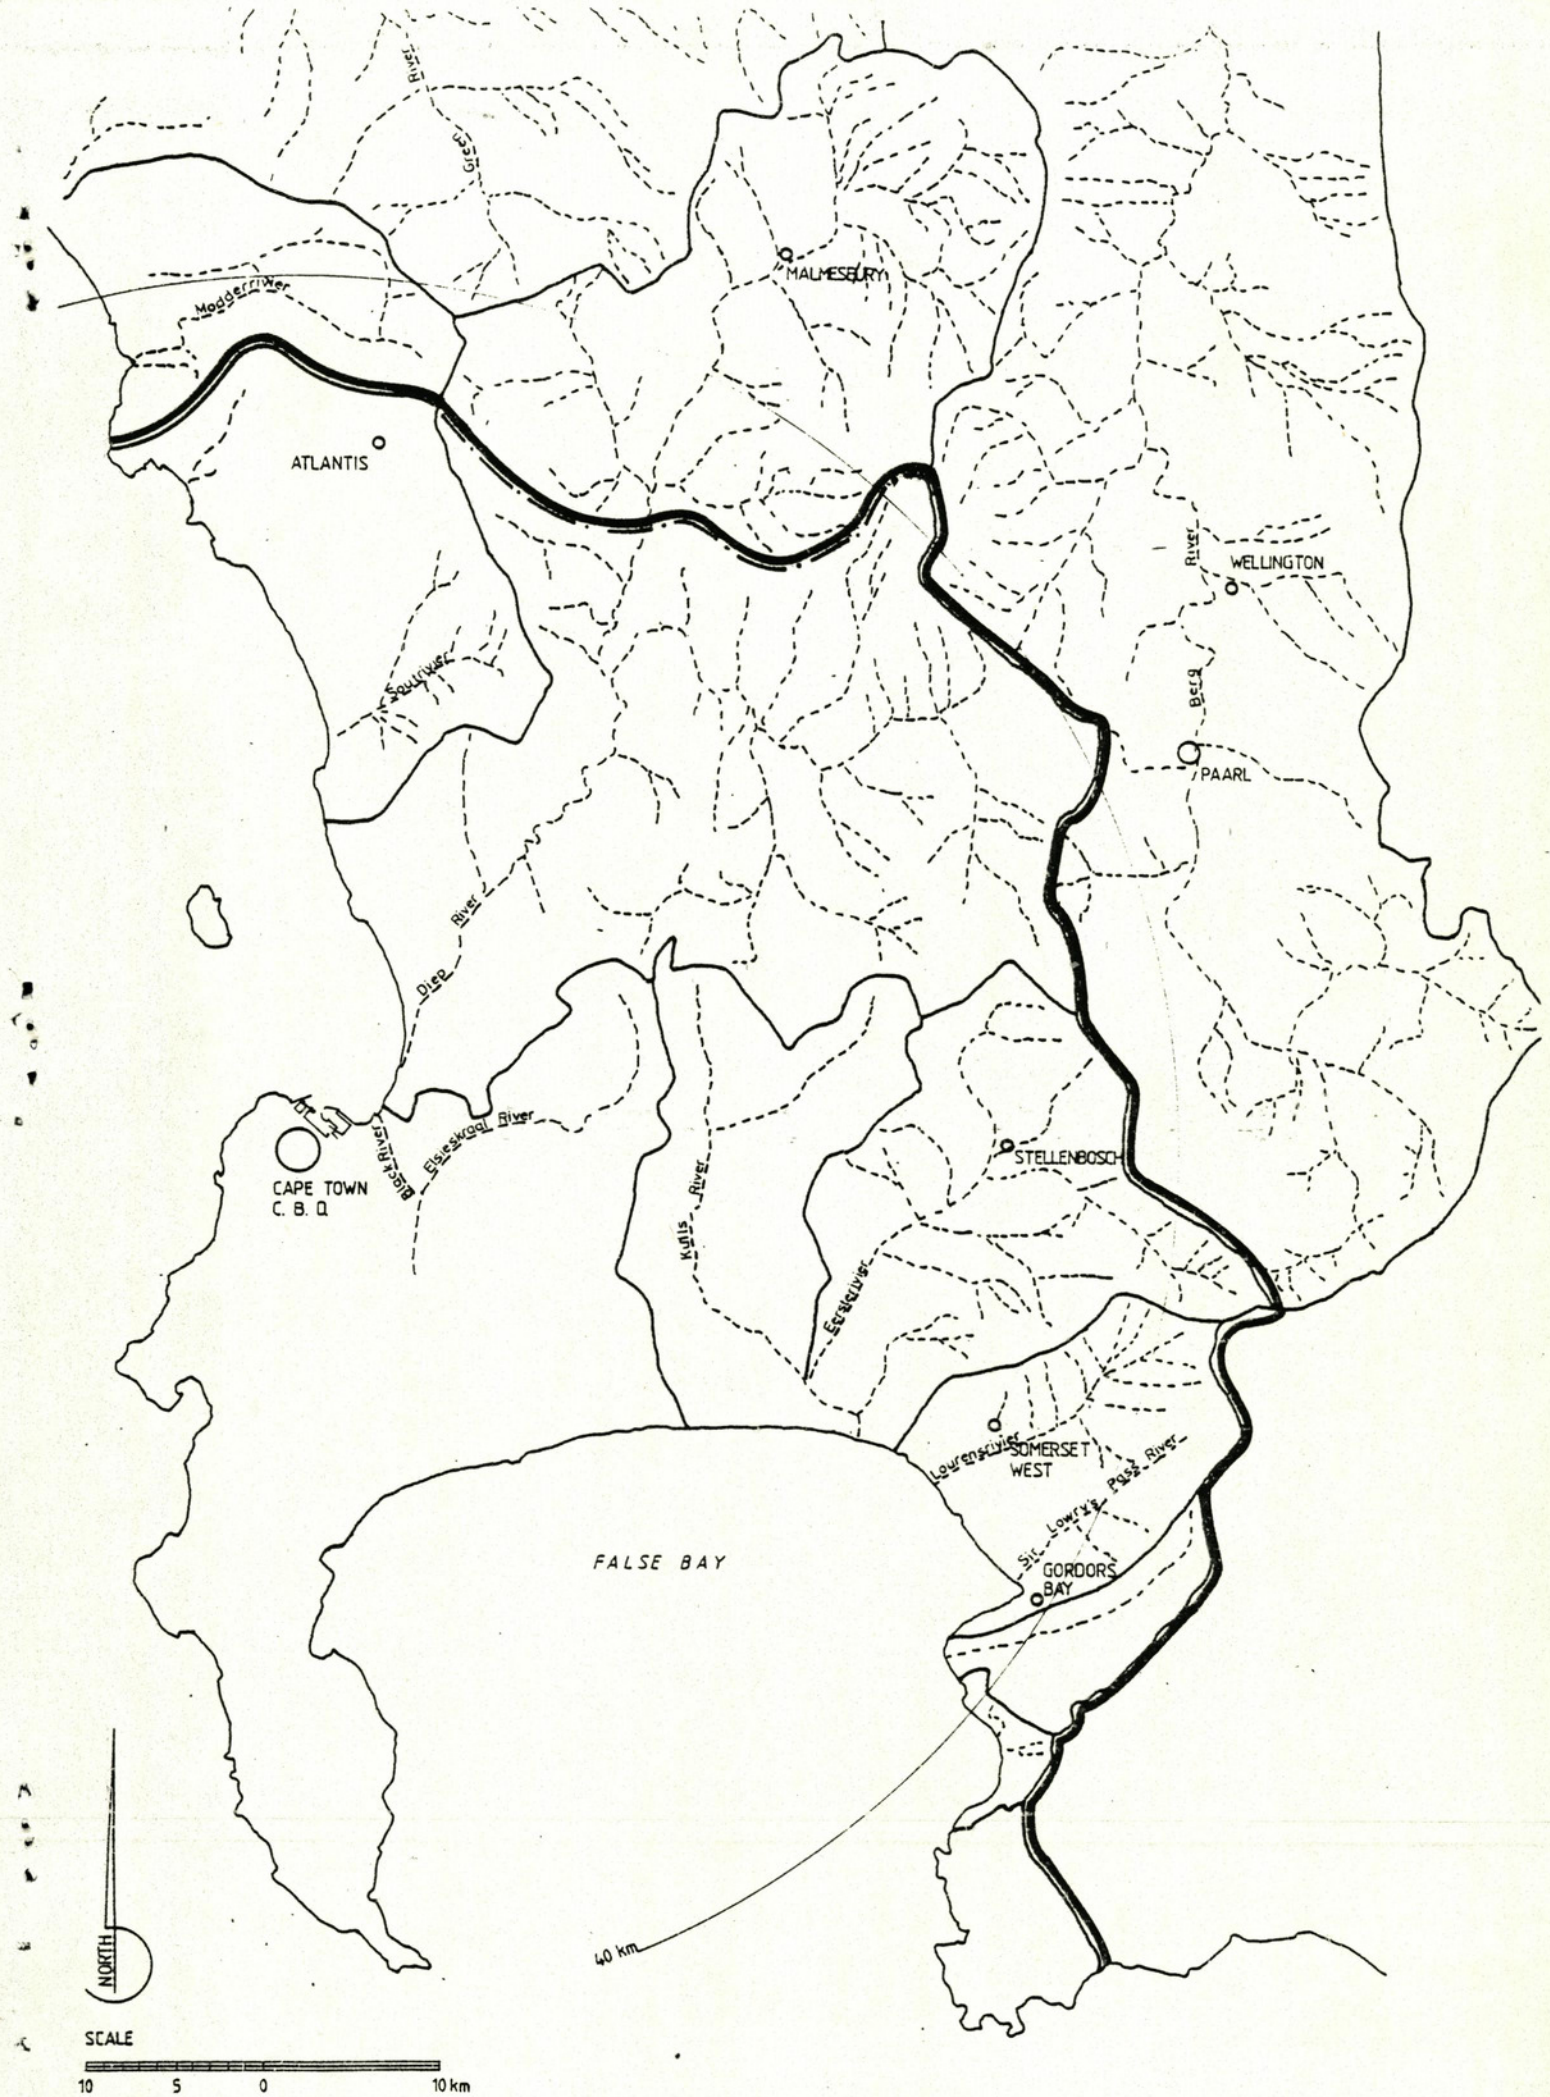 River
Green
MALMESBURY
Modderrivier
ATLANTIS
River
WELLINGTON
Soutrivier
Berg
PAARL
River
Diep
Elsieskraal River
Black River
STELLENBOSCH
CAPE TOWN
C. B. D.
River
Kuils
Eersterivier
Lourensrivier
SOMERSET
WEST
Sir Lowry's Pass River
FALSE BAY
GORDORS
BAY
40 km
NORTH
SCALE
10 5 0 10 km